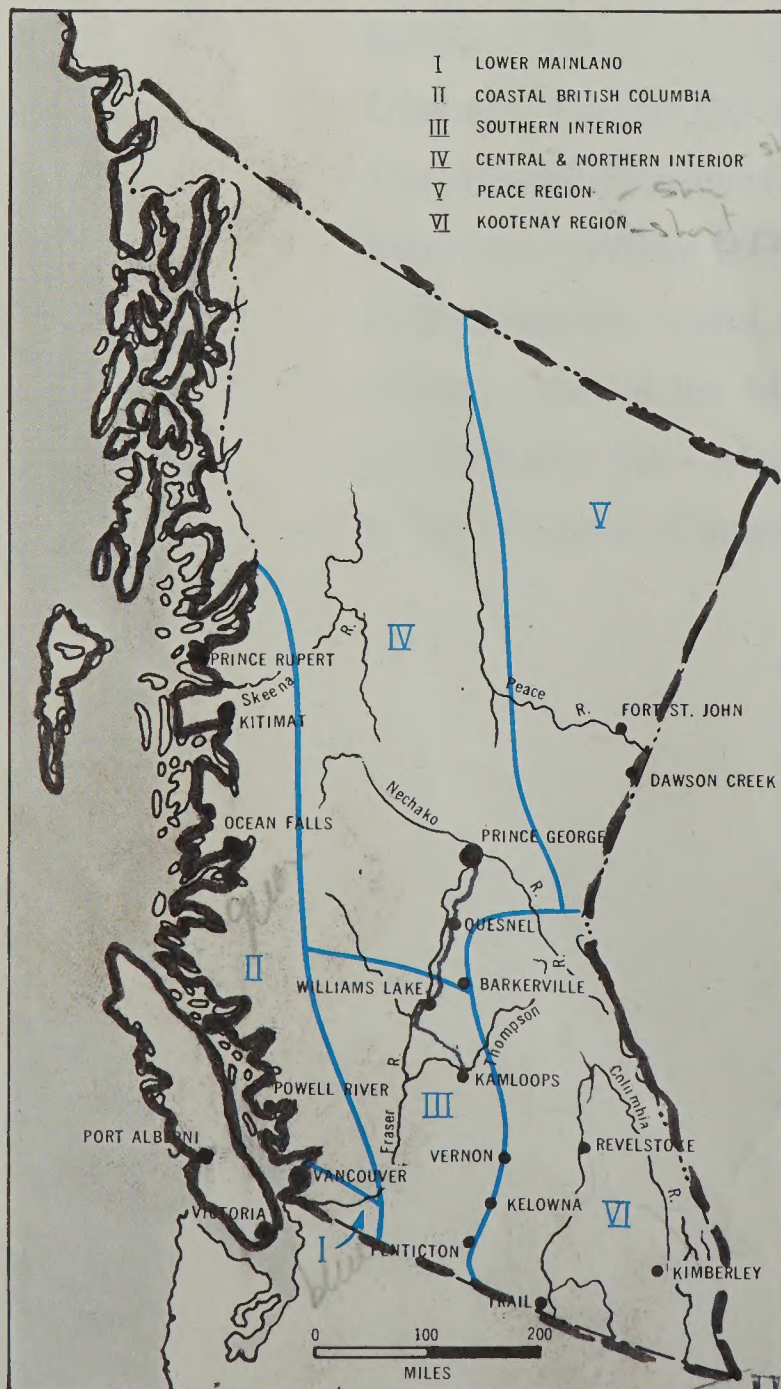 I LOWER MAINLANO
II COASTAL BRITISH COLUMBIA
III SOUTHERN INTERIOR
IV CENTRAL & NORTHERN INTERIOR
V PEACE REGION
VI KOOTENAY REGION
V
IV
PRINCE RUPERT
Skeena R.
KITIMAT
Peace R.
FORT ST. JOHN
DAWSON CREEK
Nechako R.
OCEAN FALLS
PRINCE GEORGE
QUESNEL
II
WILLIAMS LAKE
BARKERVILLE
R.
Thompson
KAMLOOPS
POWELL RIVER
III
Fraser R.
Columbia R.
PORT ALBERNI
VERNON
REVELSTOKE
VANCOUVER
KELOWNA
VI
VICTORIA
I
PENTICTON
KIMBERLEY
TRAIL
0 100 200
MILES